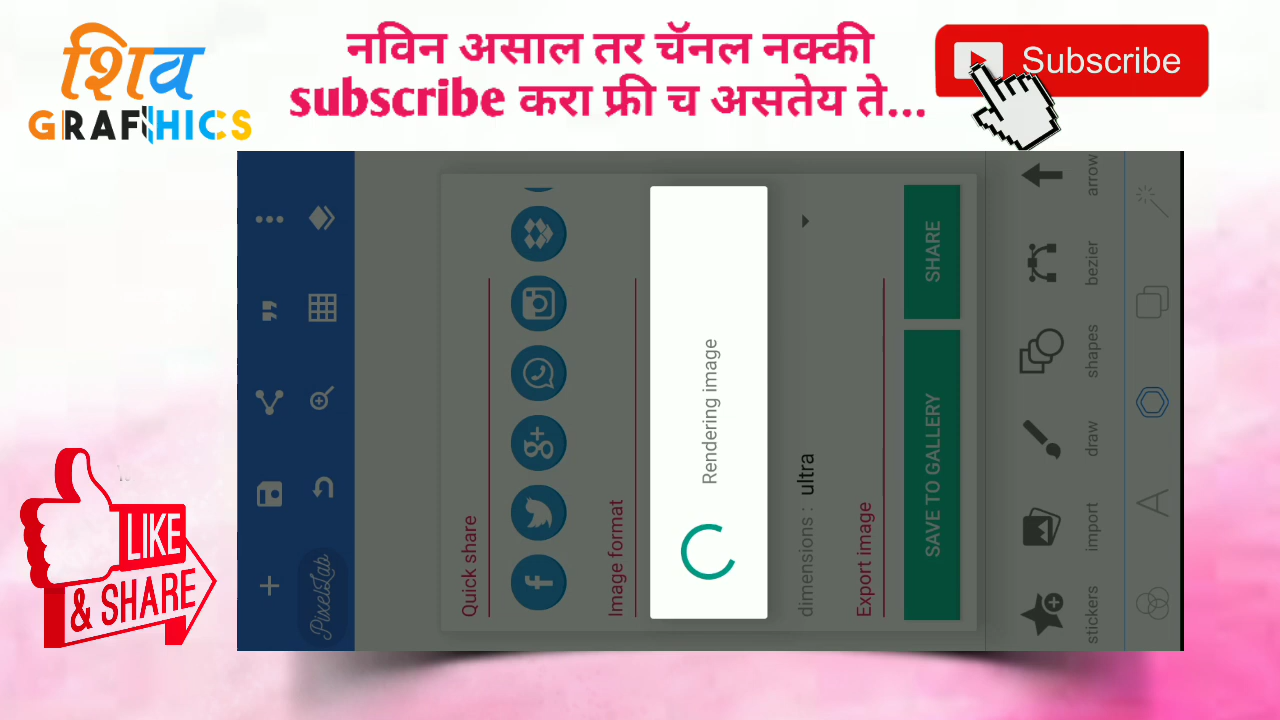 शिव
GRAFHICS
नविन असाल तर चॅनल नक्की
subscribe करा फ्री च असतेय ते...
Subscribe
LIKE
& SHARE
PixelLab
Quick share
Image format
Rendering image
dimensions : ultra
Export image
SAVE TO GALLERY
SHARE
stickers
import
draw
shapes
bezier
arrow